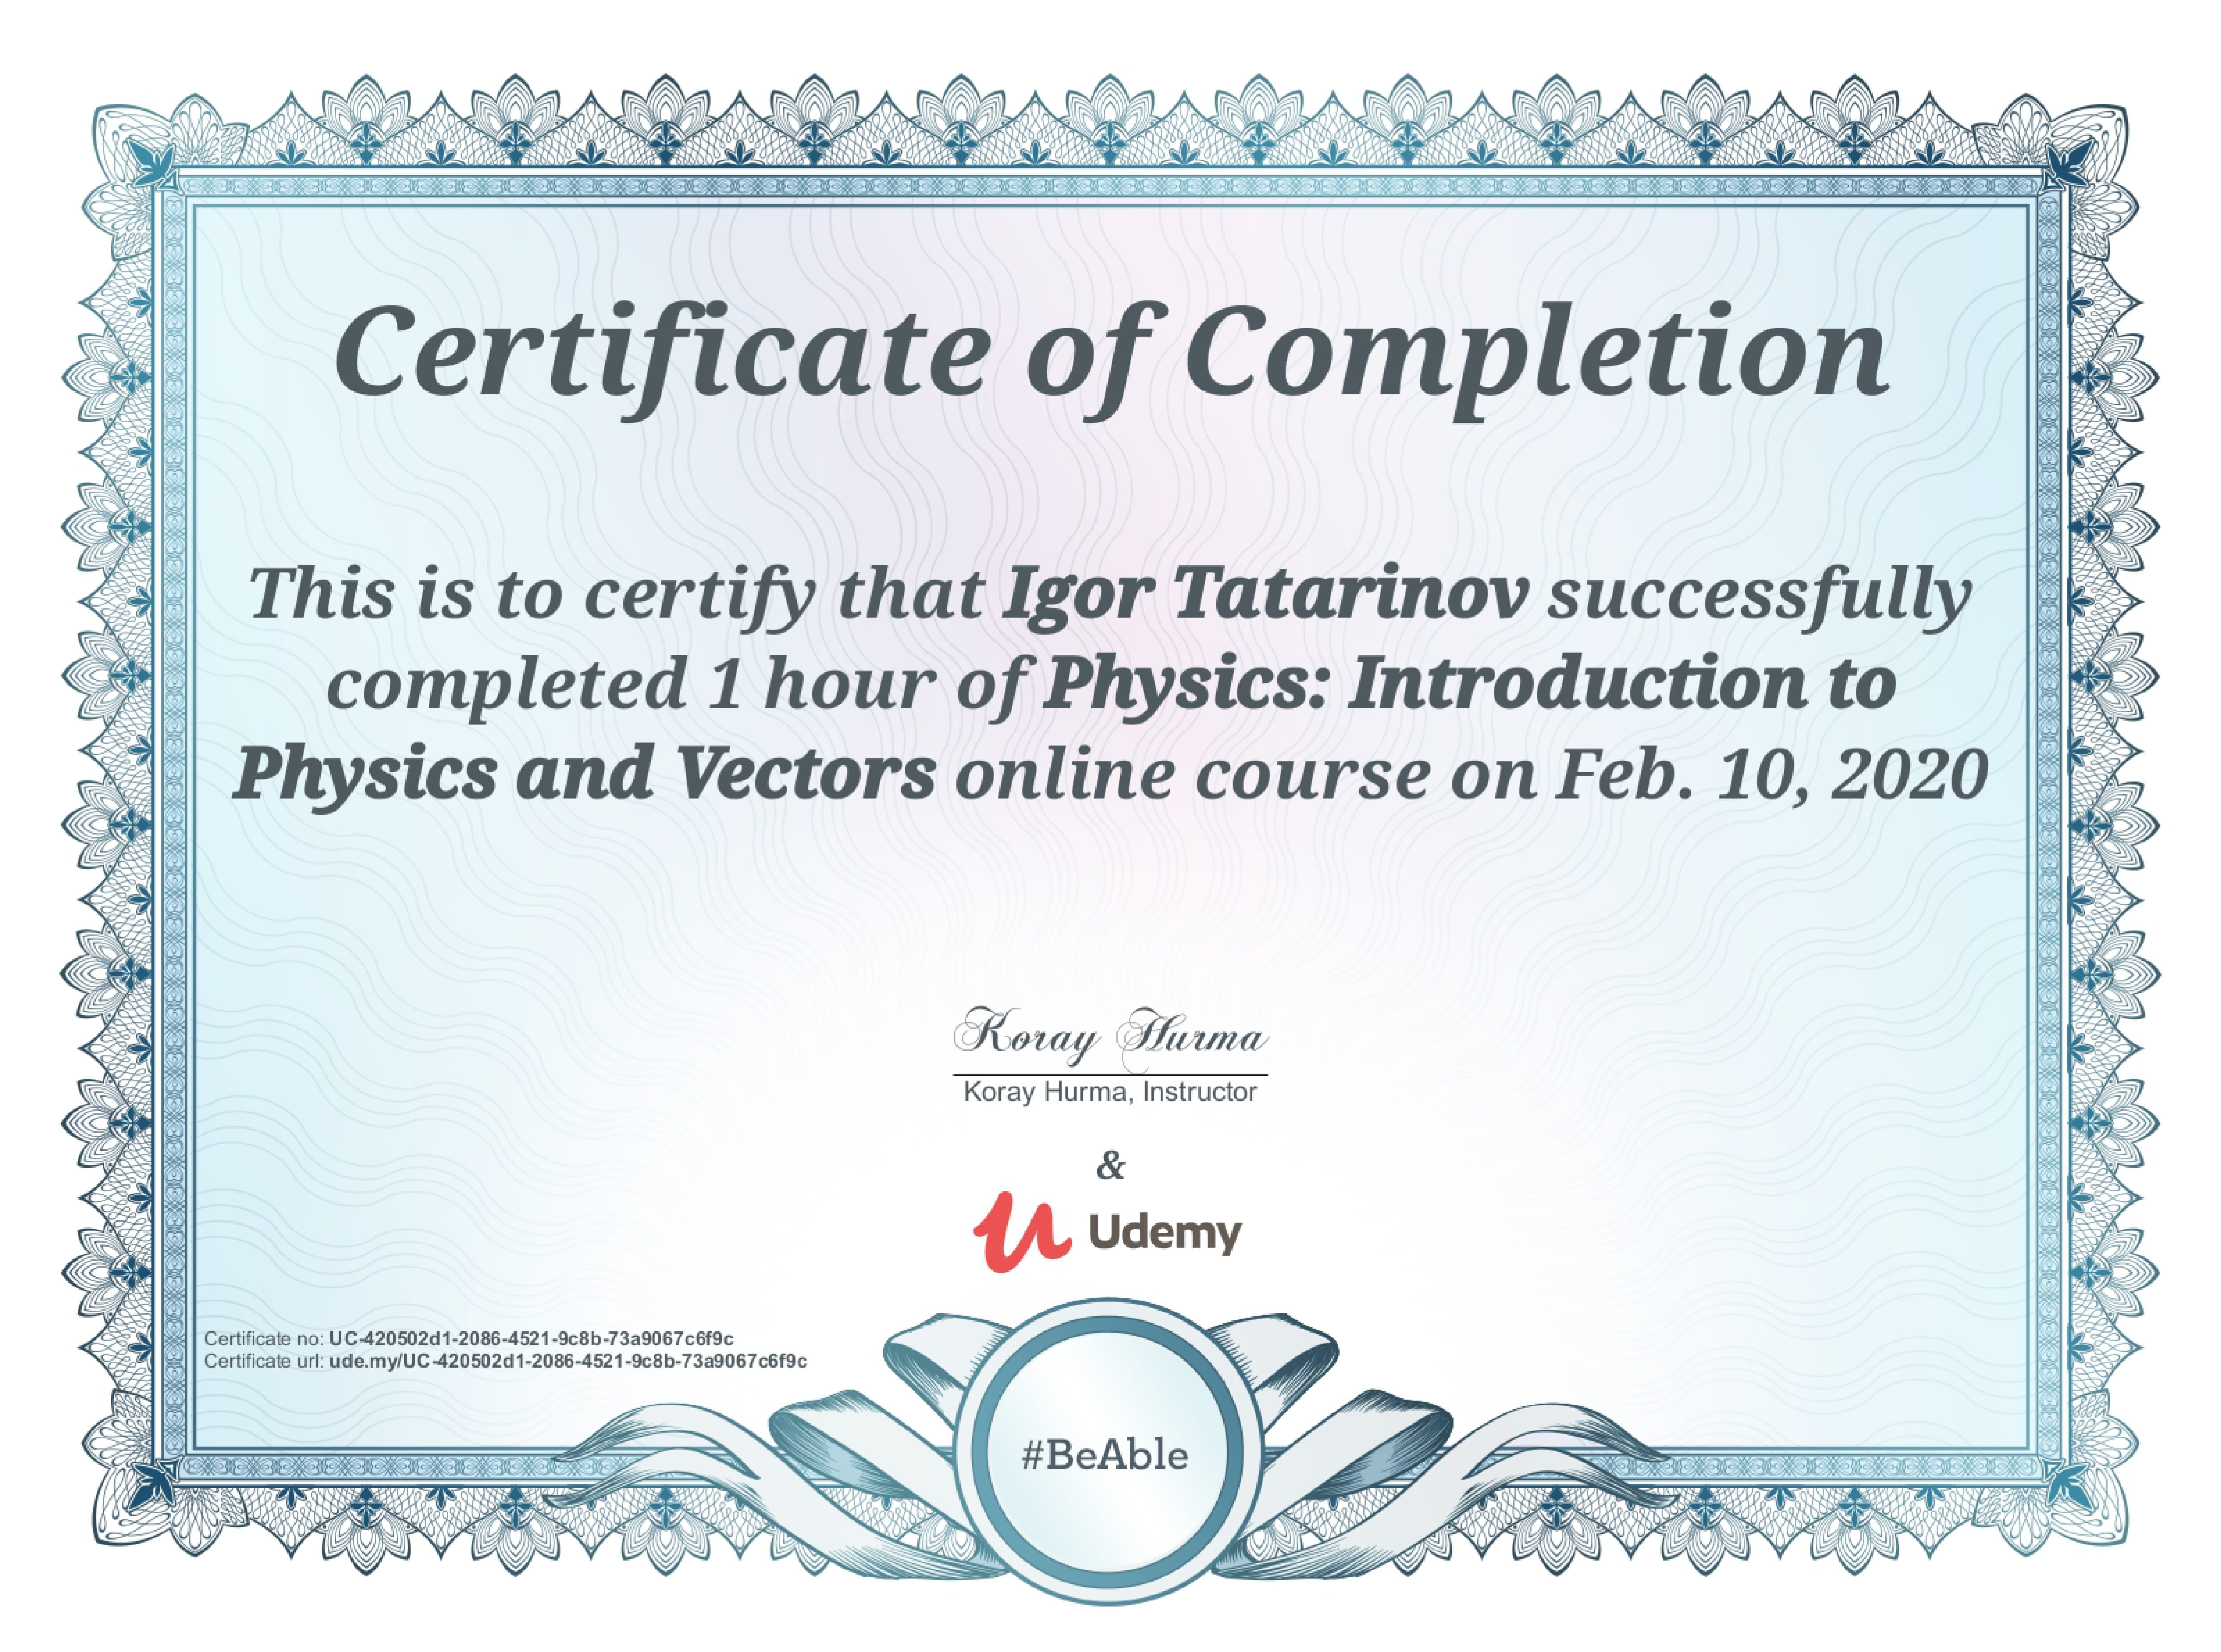 Certificate of Completion
This is to certify that Igor Tatarinov successfully
completed 1 hour of Physics: Introduction to
Physics and Vectors online course on Feb. 10, 2020
Koray Hurma
Koray Hurma, Instructor
&
Udemy
Certificate no: UC-420502d1-2086-4521-9c8b-73a9067c6f9c
Certificate url: ude.my/UC-420502d1-2086-4521-9c8b-73a9067c6f9c
#BeAble